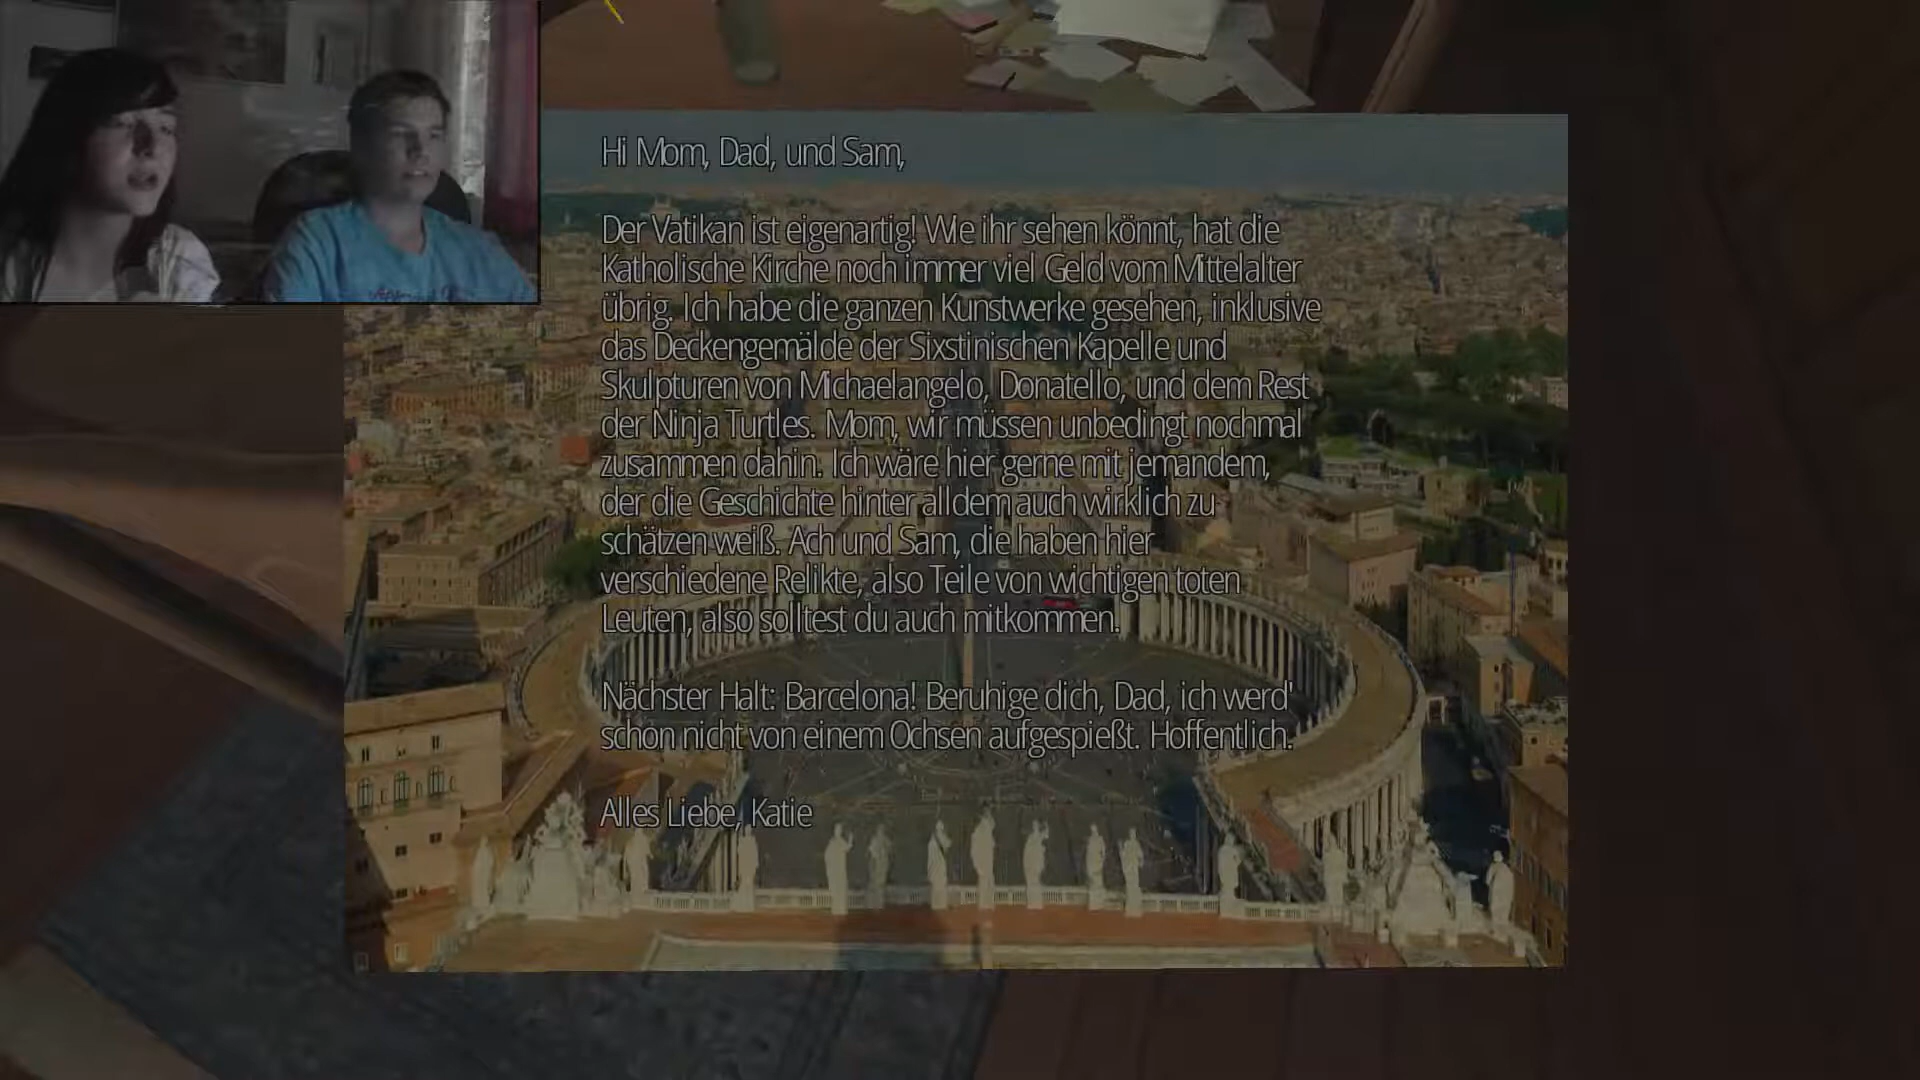 Hi Mom, Dad, und Sam,
Der Vatikan ist eigenartig! Wie ihr sehen könnt, hat die
Katholische Kirche noch immer viel Geld vom Mittelalter
übrig. Ich habe die ganzen Kunstwerke gesehen, inklusive
das Deckengemälde der Sixstinischen Kapelle und
Skulpturen von Michaelangelo, Donatello, und dem Rest
der Ninja Turtles. Mom, wir müssen unbedingt nochmal
zusammen dahin. Ich wäre hier gerne mit jemandem,
der die Geschichte hinter alldem auch wirklich zu
schätzen weiß. Ach und Sam, die haben hier
verschiedene Relikte, also Teile von wichtigen toten
Leuten, also solltest du auch mitkommen.
Nächster Halt: Barcelona! Beruhige dich, Dad, ich werd'
schon nicht von einem Ochsen aufgespießt. Hoffentlich.
Alles Liebe, Katie